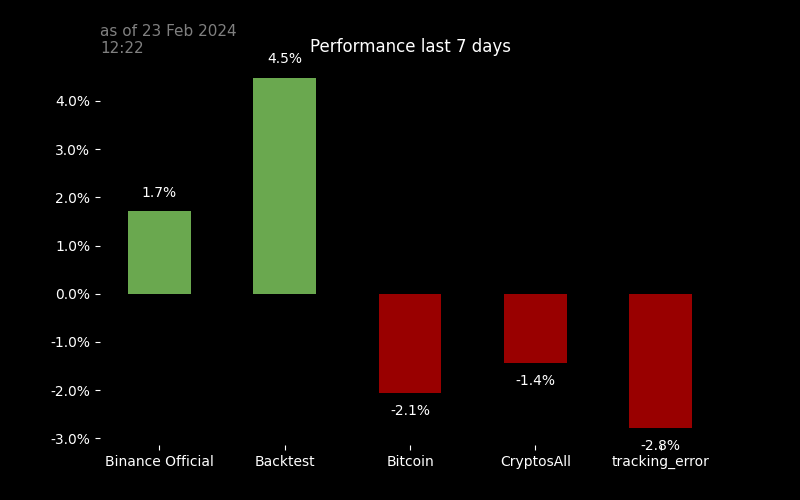 as of 23 Feb 2024
12:22
Performance last 7 days
4.5%
4.0%
3.0%
1.7%
2.0%
1.0%
0.0%
-1.0%
-1.4%
-2.0%
-2.1%
-3.0%
-2.8%
Binance Official
Backtest
Bitcoin
CryptosAll
tracking_error